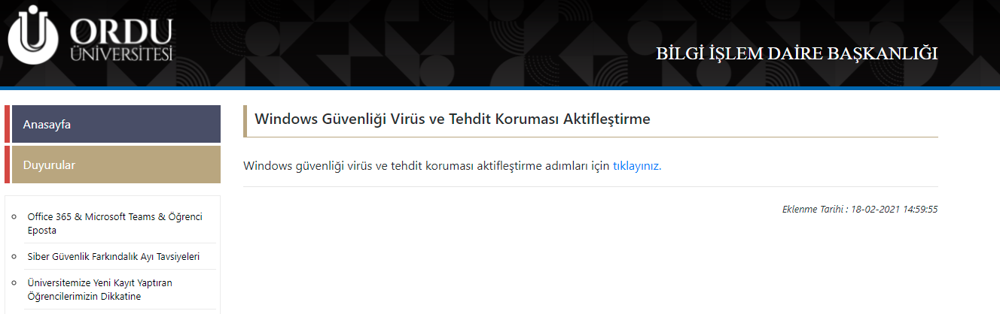 ORDU
ÜNİVERSİTESİ
BİLGİ İŞLEM DAİRE BAŞKANLIĞI
Anasayfa
Duyurular
Office 365 & Microsoft Teams & Öğrenci
Eposta
Siber Güvenlik Farkındalık Ayı Tavsiyeleri
Üniversitemize Yeni Kayıt Yaptıran
Öğrencilerimizin Dikkatine
Windows Güvenliği Virüs ve Tehdit Koruması Aktifleştirme
Windows güvenliği virüs ve tehdit koruması aktifleştirme adımları için tıklayınız.
Eklenme Tarihi : 18-02-2021 14:59:55